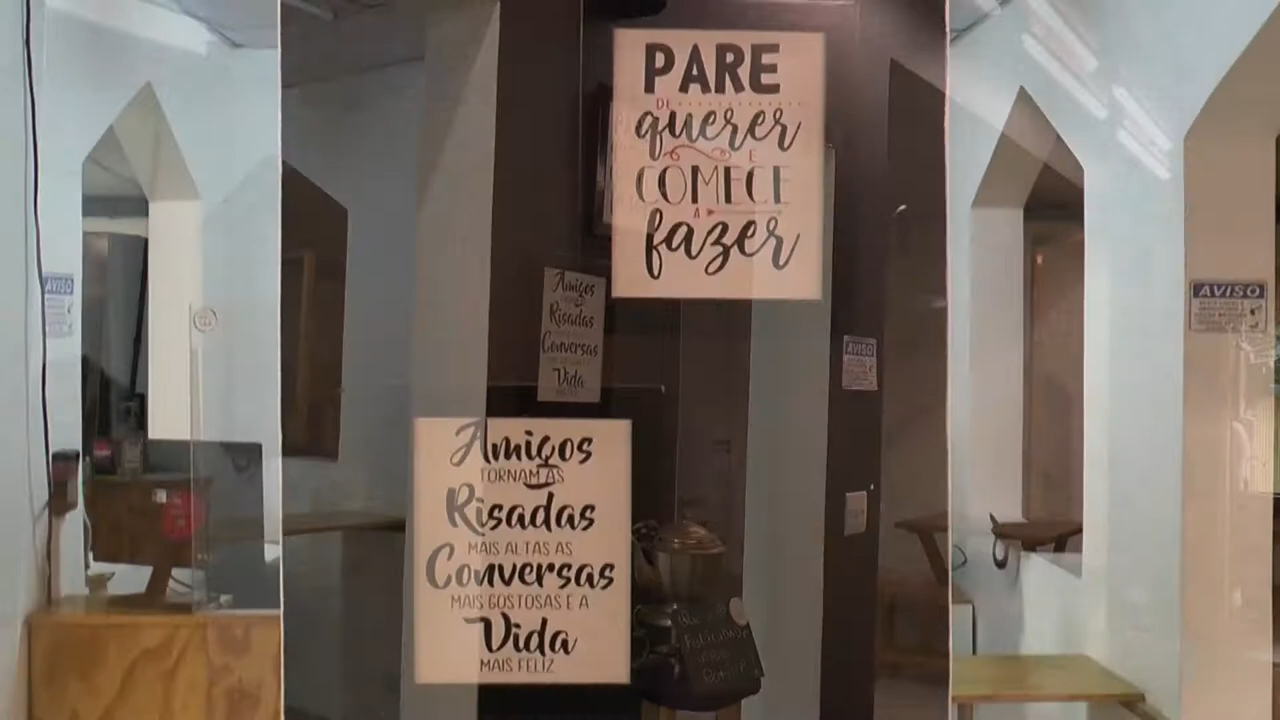 PARE
DE
querer
E
COMECE
A
fazer
Amigos
Risadas
Conversas
Vida
AVISO
AVISO
AVISO
Amigos
TORNAM AS
Risadas
MAIS ALTAS AS
Conversas
MAIS GOSTOSAS E A
Vida
MAIS FELIZ